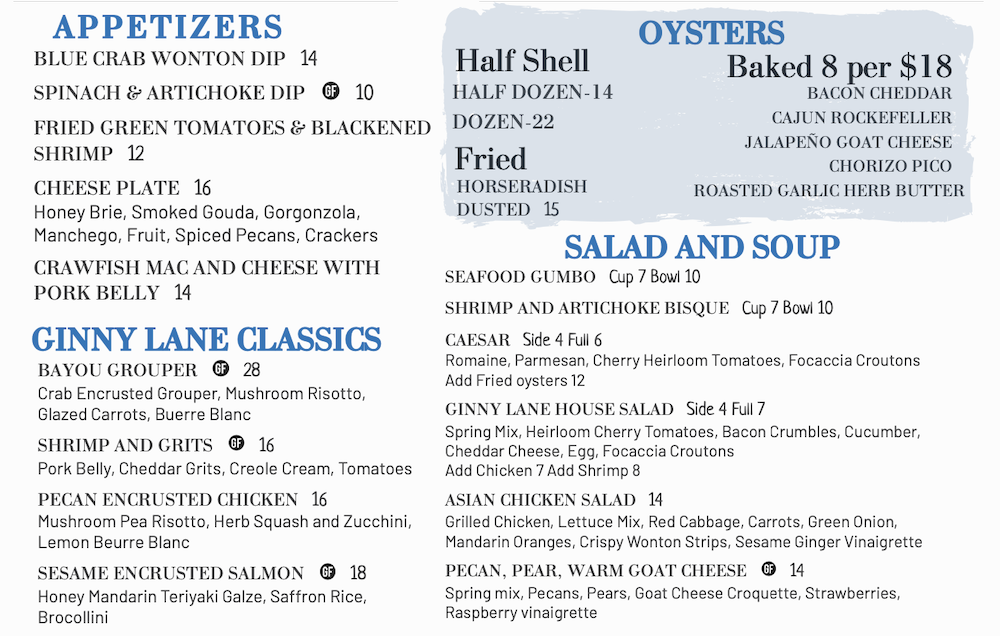 APPETIZERS
BLUE CRAB WONTON DIP 14
SPINACH & ARTICHOKE DIP GF 10
FRIED GREEN TOMATOES & BLACKENED
SHRIMP 12
CHEESE PLATE 16
Honey Brie, Smoked Gouda, Gorgonzola,
Manchego, Fruit, Spiced Pecans, Crackers
CRAWFISH MAC AND CHEESE WITH
PORK BELLY 14
GINNY LANE CLASSICS
BAYOU GROUPER GF 28
Crab Encrusted Grouper, Mushroom Risotto,
Glazed Carrots, Buerre Blanc
SHRIMP AND GRITS GF 16
Pork Belly, Cheddar Grits, Creole Cream, Tomatoes
PECAN ENCRUSTED CHICKEN 16
Mushroom Pea Risotto, Herb Squash and Zucchini,
Lemon Beurre Blanc
SESAME ENCRUSTED SALMON GF 18
Honey Mandarin Teriyaki Galze, Saffron Rice,
Brocollini
OYSTERS
Half Shell
HALF DOZEN-14
DOZEN-22
Fried
HORSERADISH
DUSTED 15
Baked 8 per $18
BACON CHEDDAR
CAJUN ROCKEFELLER
JALAPEÑO GOAT CHEESE
CHORIZO PICO
ROASTED GARLIC HERB BUTTER
SALAD AND SOUP
SEAFOOD GUMBO Cup 7 Bowl 10
SHRIMP AND ARTICHOKE BISQUE Cup 7 Bowl 10
CAESAR Side 4 Full 6
Romaine, Parmesan, Cherry Heirloom Tomatoes, Focaccia Croutons
Add Fried oysters 12
GINNY LANE HOUSE SALAD Side 4 Full 7
Spring Mix, Heirloom Cherry Tomatoes, Bacon Crumbles, Cucumber,
Cheddar Cheese, Egg, Focaccia Croutons
Add Chicken 7 Add Shrimp 8
ASIAN CHICKEN SALAD 14
Grilled Chicken, Lettuce Mix, Red Cabbage, Carrots, Green Onion,
Mandarin Oranges, Crispy Wonton Strips, Sesame Ginger Vinaigrette
PECAN, PEAR, WARM GOAT CHEESE GF 14
Spring mix, Pecans, Pears, Goat Cheese Croquette, Strawberries,
Raspberry vinaigrette